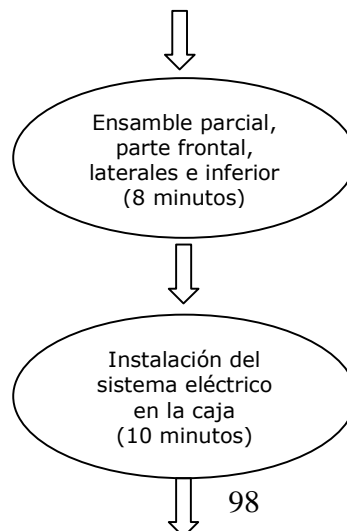 Ensamble parcial,
parte frontal,
laterales e inferior
(8 minutos)
Instalación del
sistema eléctrico
en la caja
(10 minutos)
98